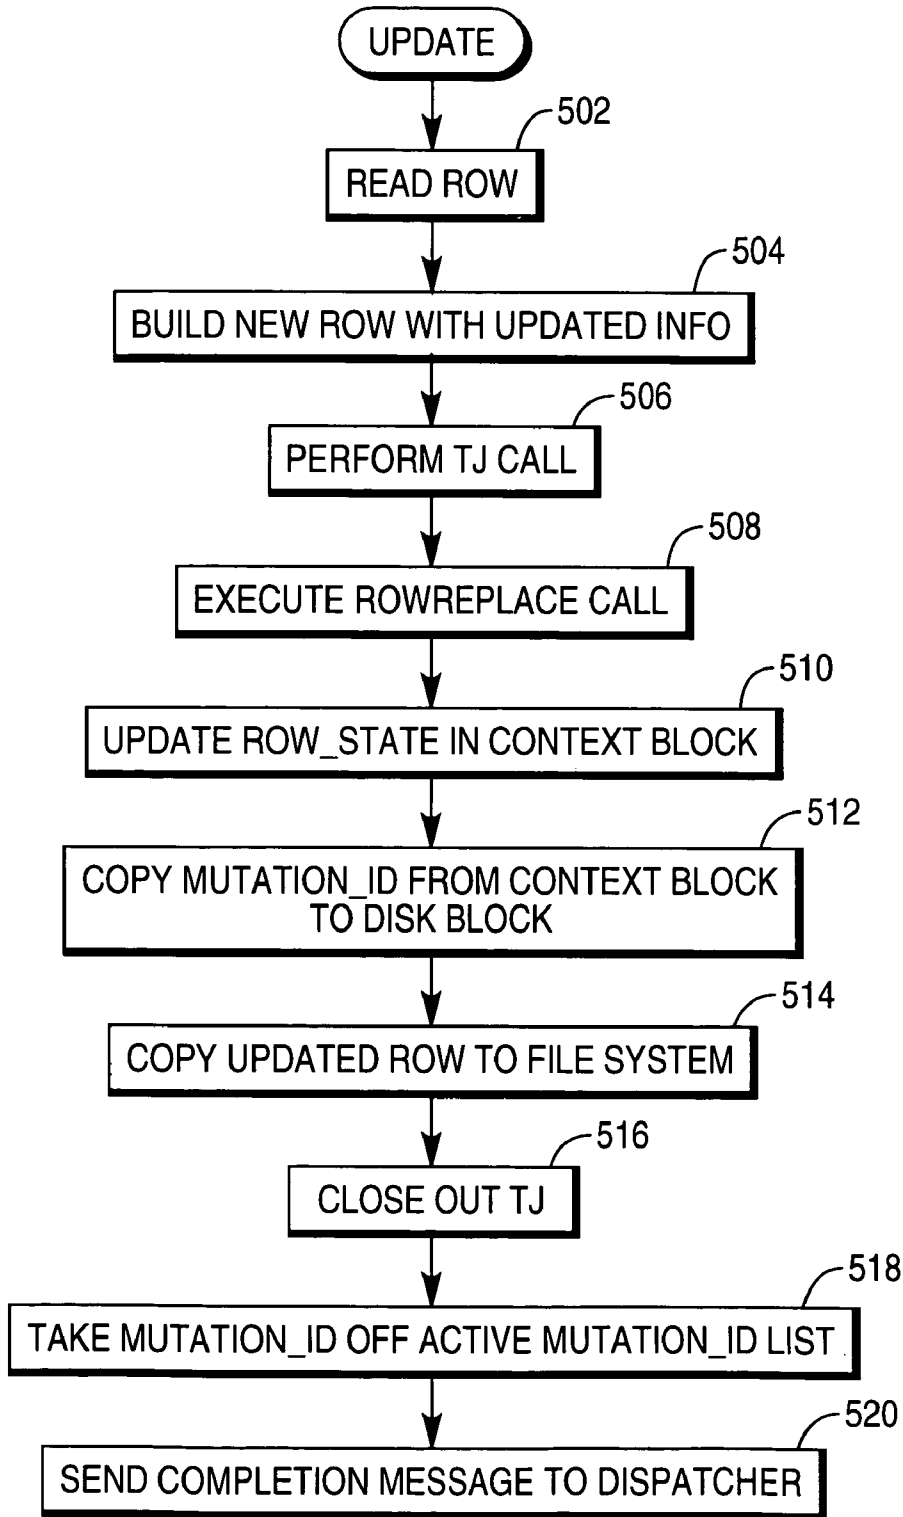 UPDATE
502
READ ROW
504
BUILD NEW ROW WITH UPDATED INFO
506
PERFORM TJ CALL
508
EXECUTE ROWREPLACE CALL
510
UPDATE ROW_STATE IN CONTEXT BLOCK
512
COPY MUTATION_ID FROM CONTEXT BLOCK
TO DISK BLOCK
514
COPY UPDATED ROW TO FILE SYSTEM
516
CLOSE OUT TJ
518
TAKE MUTATION_ID OFF ACTIVE MUTATION_ID LIST
520
SEND COMPLETION MESSAGE TO DISPATCHER